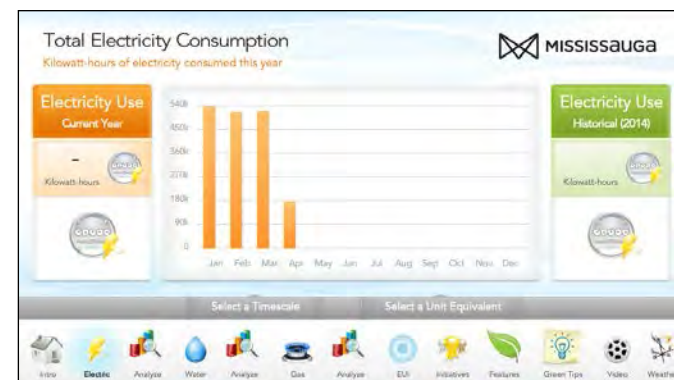 Total Electricity Consumption
Kilowatt-hours of electricity consumed this year
MISSISSAUGA
Electricity Use
Current Year
-
Kilowatt-hours
540k
450k
360k
270k
180k
90k
0
Jan Feb Mar Apr May Jun Jul Aug Sept Oct Nov Dec
Electricity Use
Historical (2014)
Kilowatt-hours
Select a Timescale
Select a Unit Equivalent
Intro Electric Analyze Water Analyze Gas Analyze EUI Initiatives Features Green Tips Video Weathe